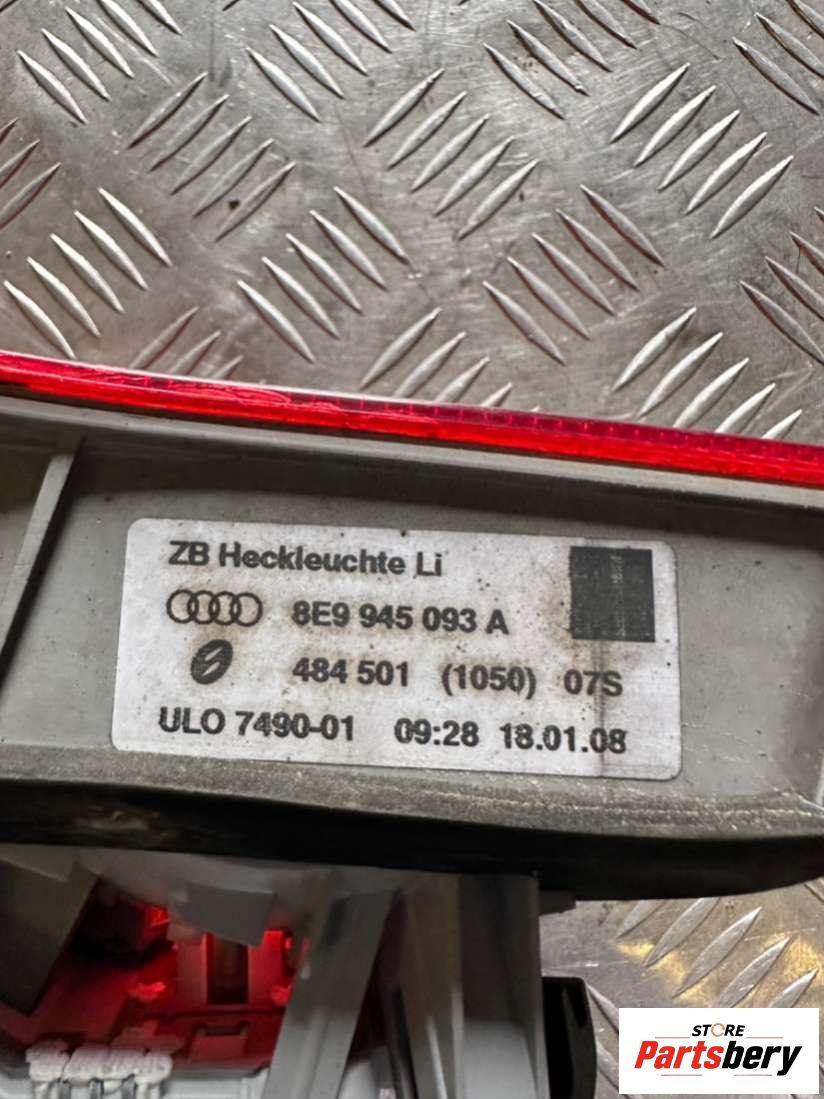 ZB Heckleuchte Li
8E9 945 093 A
484 501 (1050) 07S
ULO 7490-01 09:28 18.01.08
STORE
Partsbery